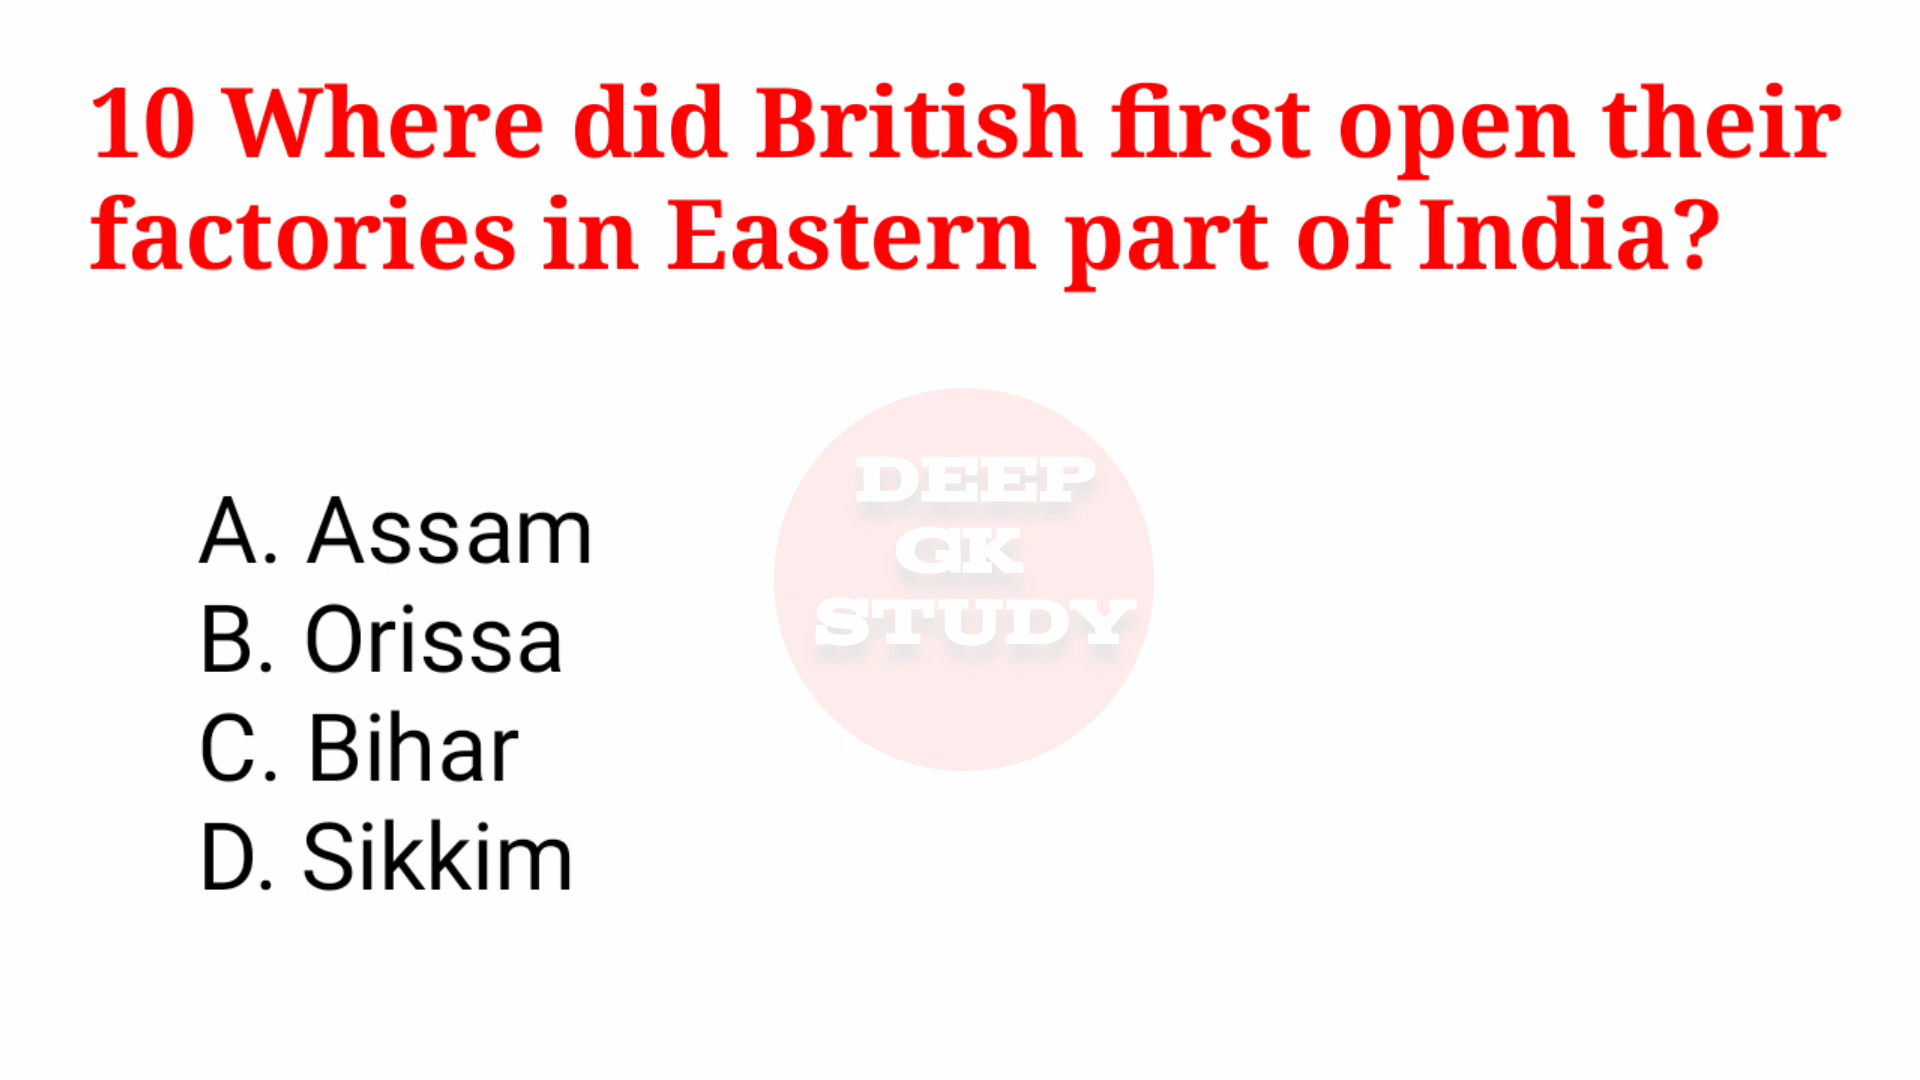 10 Where did British first open their
factories in Eastern part of India?
DEEP
GK
STUDY
A. Assam
B. Orissa
C. Bihar
D. Sikkim